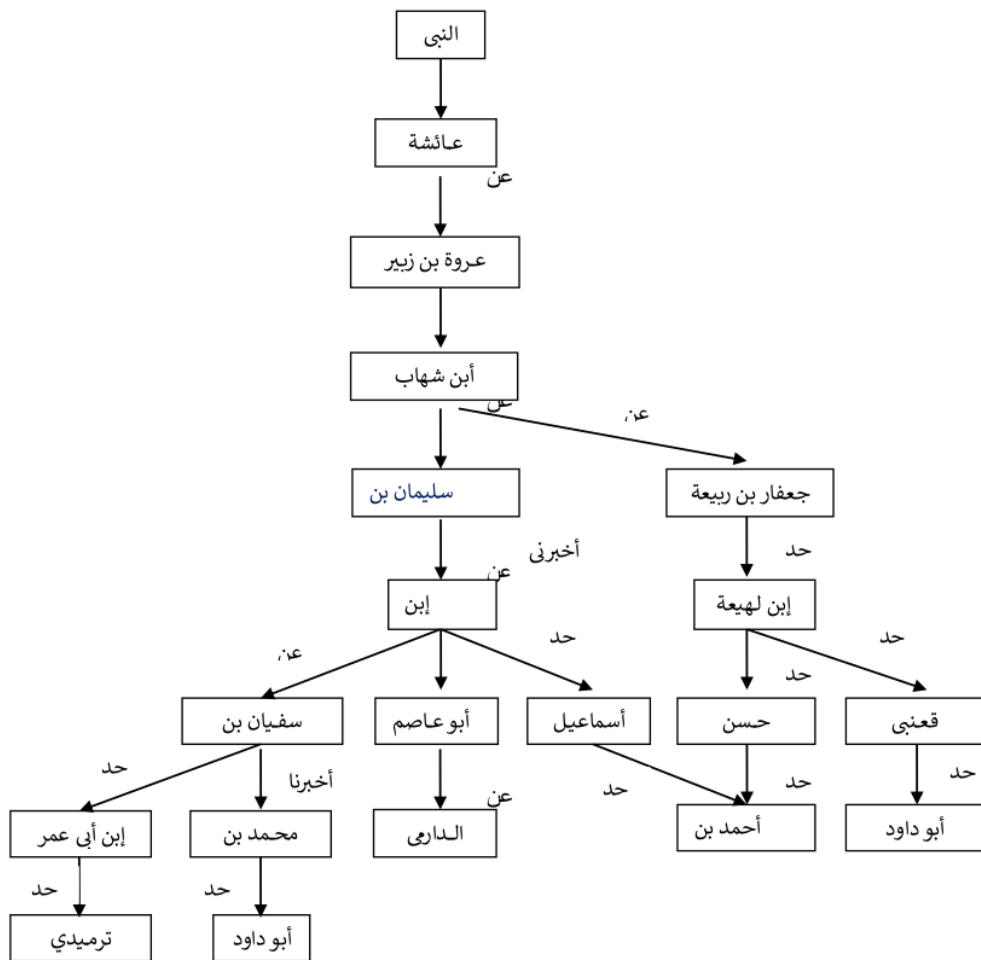 النبى
عائشة
عن
عروة بن زبير
أبن شهاب
عن
عن
سليمان بن
جعفار بن ربيعة
أخبرنى
حد
عن
إبن
إبن لهيعة
عن
حد
حد
حد
سفيان بن
أبو عاصم
أسماعيل
حسن
قعنبى
حد
أخبرنا
عن
حد
حد
حد
إبن أبى عمر
محمد بن
الدارمى
أحمد بن
أبو داود
حد
حد
ترميدي
أبو داود